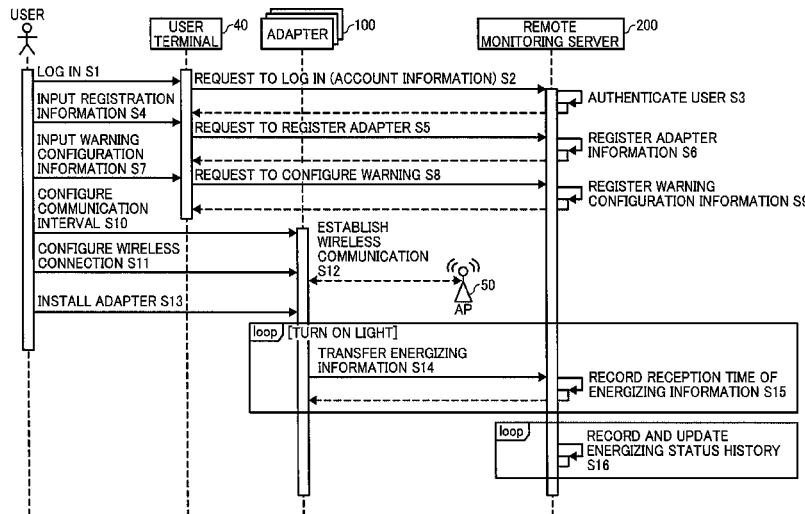 USER
USER
TERMINAL
40
ADAPTER
100
REMOTE
MONITORING SERVER
200
LOG IN S1
REQUEST TO LOG IN (ACCOUNT INFORMATION) S2
AUTHENTICATE USER S3
INPUT REGISTRATION
INFORMATION S4
REQUEST TO REGISTER ADAPTER S5
REGISTER ADAPTER
INFORMATION S6
INPUT WARNING
CONFIGURATION
INFORMATION S7
REQUEST TO CONFIGURE WARNING S8
REGISTER WARNING
CONFIGURATION INFORMATION S9
CONFIGURE
COMMUNICATION
INTERVAL S10
CONFIGURE WIRELESS
CONNECTION S11
ESTABLISH
WIRELESS
COMMUNICATION
S12
50
AP
INSTALL ADAPTER S13
loop
[TURN ON LIGHT]
TRANSFER ENERGIZING
INFORMATION S14
RECORD RECEPTION TIME OF
ENERGIZING INFORMATION S15
loop
RECORD AND UPDATE
ENERGIZING STATUS HISTORY
S16